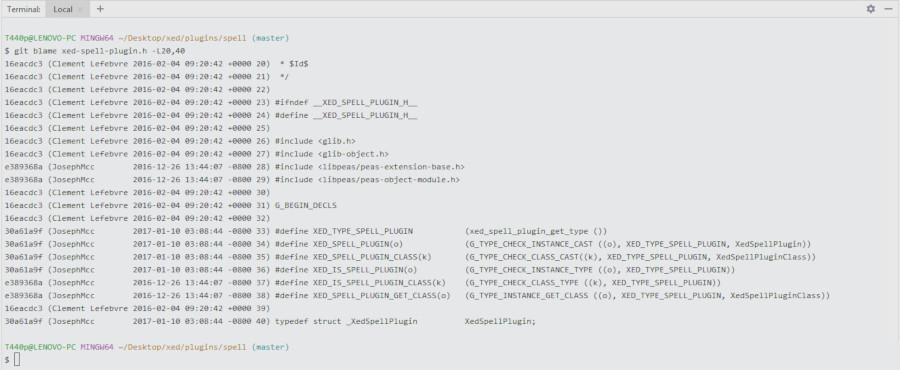 Terminal: Local × +
T440p@LENOVO-PC MINGW64 ~/Desktop/xed/plugins/spell (master)
$ git blame xed-spell-plugin.h -L20,40
16eacdc3 (Clement Lefebvre 2016-02-04 09:20:42 +0000 20)  * $Id$
16eacdc3 (Clement Lefebvre 2016-02-04 09:20:42 +0000 21)  */
16eacdc3 (Clement Lefebvre 2016-02-04 09:20:42 +0000 22)
16eacdc3 (Clement Lefebvre 2016-02-04 09:20:42 +0000 23) #ifndef __XED_SPELL_PLUGIN_H__
16eacdc3 (Clement Lefebvre 2016-02-04 09:20:42 +0000 24) #define __XED_SPELL_PLUGIN_H__
16eacdc3 (Clement Lefebvre 2016-02-04 09:20:42 +0000 25)
16eacdc3 (Clement Lefebvre 2016-02-04 09:20:42 +0000 26) #include <glib.h>
16eacdc3 (Clement Lefebvre 2016-02-04 09:20:42 +0000 27) #include <glib-object.h>
e389368a (JosephMcc        2016-12-26 13:44:07 -0800 28) #include <libpeas/peas-extension-base.h>
e389368a (JosephMcc        2016-12-26 13:44:07 -0800 29) #include <libpeas/peas-object-module.h>
16eacdc3 (Clement Lefebvre 2016-02-04 09:20:42 +0000 30)
16eacdc3 (Clement Lefebvre 2016-02-04 09:20:42 +0000 31) G_BEGIN_DECLS
16eacdc3 (Clement Lefebvre 2016-02-04 09:20:42 +0000 32)
30a61a9f (JosephMcc        2017-01-10 03:08:44 -0800 33) #define XED_TYPE_SPELL_PLUGIN            (xed_spell_plugin_get_type ())
30a61a9f (JosephMcc        2017-01-10 03:08:44 -0800 34) #define XED_SPELL_PLUGIN(o)              (G_TYPE_CHECK_INSTANCE_CAST ((o), XED_TYPE_SPELL_PLUGIN, XedSpellPlugin))
30a61a9f (JosephMcc        2017-01-10 03:08:44 -0800 35) #define XED_SPELL_PLUGIN_CLASS(k)        (G_TYPE_CHECK_CLASS_CAST((k), XED_TYPE_SPELL_PLUGIN, XedSpellPluginClass))
30a61a9f (JosephMcc        2017-01-10 03:08:44 -0800 36) #define XED_IS_SPELL_PLUGIN(o)           (G_TYPE_CHECK_INSTANCE_TYPE ((o), XED_TYPE_SPELL_PLUGIN))
e389368a (JosephMcc        2016-12-26 13:44:07 -0800 37) #define XED_IS_SPELL_PLUGIN_CLASS(k)     (G_TYPE_CHECK_CLASS_TYPE ((k), XED_TYPE_SPELL_PLUGIN))
e389368a (JosephMcc        2016-12-26 13:44:07 -0800 38) #define XED_SPELL_PLUGIN_GET_CLASS(o)    (G_TYPE_INSTANCE_GET_CLASS ((o), XED_TYPE_SPELL_PLUGIN, XedSpellPluginClass))
16eacdc3 (Clement Lefebvre 2016-02-04 09:20:42 +0000 39)
30a61a9f (JosephMcc        2017-01-10 03:08:44 -0800 40) typedef struct _XedSpellPlugin           XedSpellPlugin;
T440p@LENOVO-PC MINGW64 ~/Desktop/xed/plugins/spell (master)
$